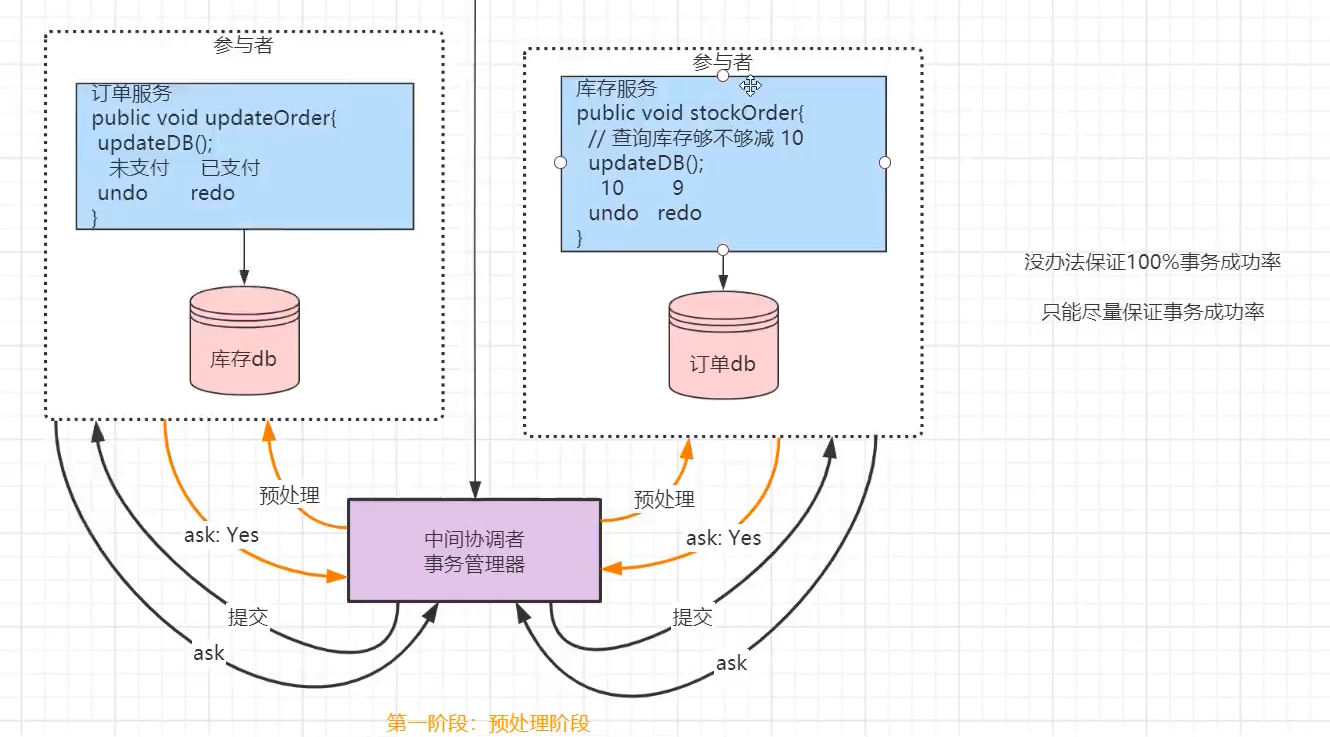 参与者
订单服务
public void updateOrder{
updateDB();
未支付 已支付
undo redo
}
库存db
参与者
库存服务
public void stockOrder{
// 查询库存够不够减 10
updateDB();
10 9
undo redo
}
订单db
没办法保证100%事务成功率
只能尽量保证事务成功率
预处理
ask: Yes
提交
ask
中间协调者
事务管理器
预处理
ask: Yes
提交
ask
第一阶段：预处理阶段